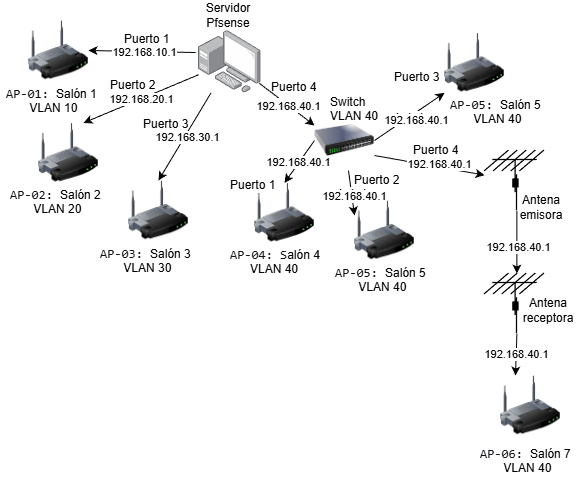 Servidor
Pfsense
Puerto 1
192.168.10.1
AP-01: Salón 1
VLAN 10
Puerto 2
192.168.20.1
AP-02: Salón 2
VLAN 20
Puerto 3
192.168.30.1
AP-03: Salón 3
VLAN 30
Puerto 4
192.168.40.1
Switch
VLAN 40
Puerto 3
192.168.40.1
AP-05: Salón 5
VLAN 40
Puerto 4
192.168.40.1
192.168.40.1
Puerto 1
AP-04: Salón 4
VLAN 40
Puerto 2
192.168.40.1
AP-05: Salón 5
VLAN 40
Antena
emisora
192.168.40.1
Antena
receptora
192.168.40.1
AP-06: Salón 7
VLAN 40